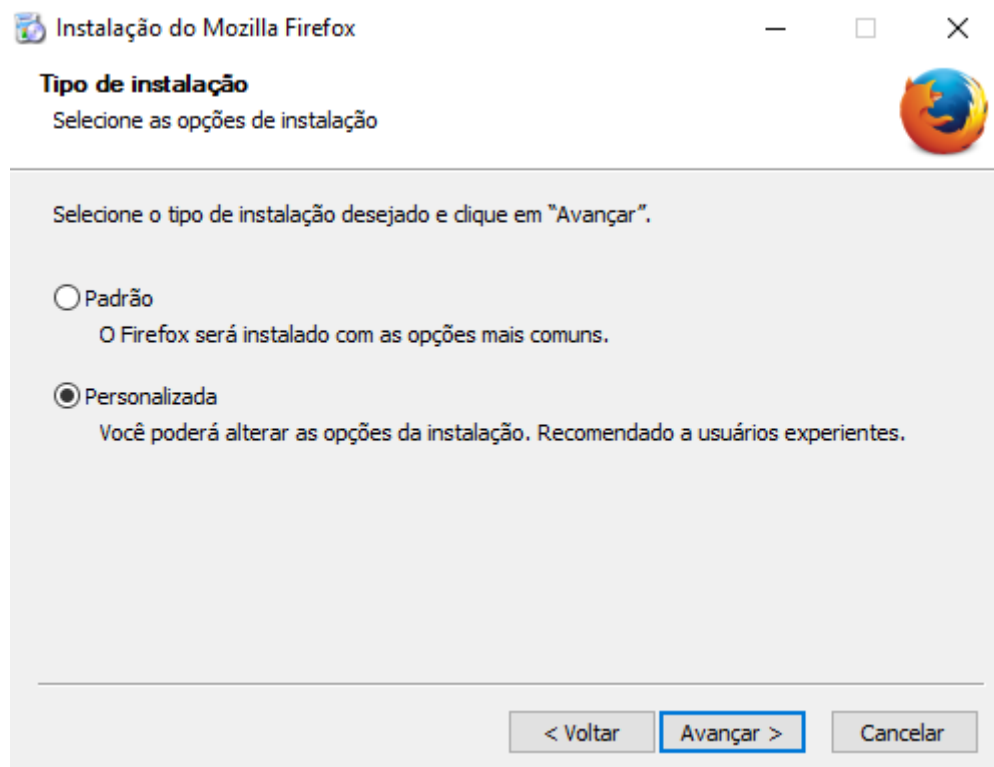 Instalação do Mozilla Firefox
Tipo de instalação
Selecione as opções de instalação
Selecione o tipo de instalação desejado e clique em “Avançar”.
Padrão
O Firefox será instalado com as opções mais comuns.
Personalizada
Você poderá alterar as opções da instalação. Recomendado a usuários experientes.
< Voltar
Avançar >
Cancelar